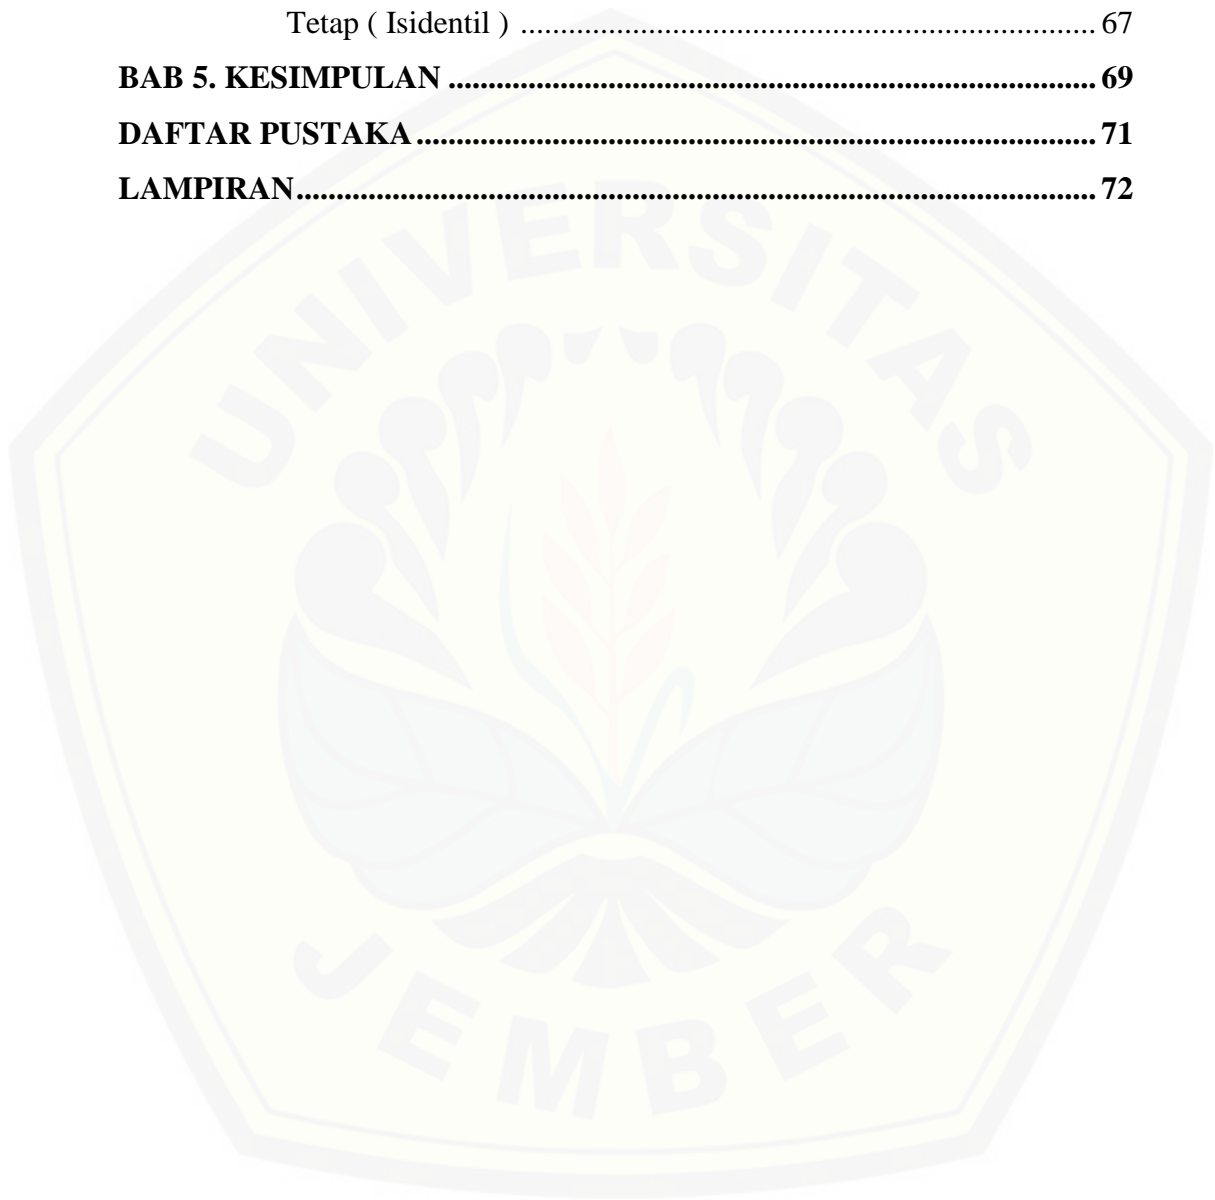 Tetap ( Isidentil ) ........................................................................ 67
BAB 5. KESIMPULAN ................................................................................. 69
DAFTAR PUSTAKA ..................................................................................... 71
LAMPIRAN.................................................................................................... 72
UNIVERSITAS
JEMBER